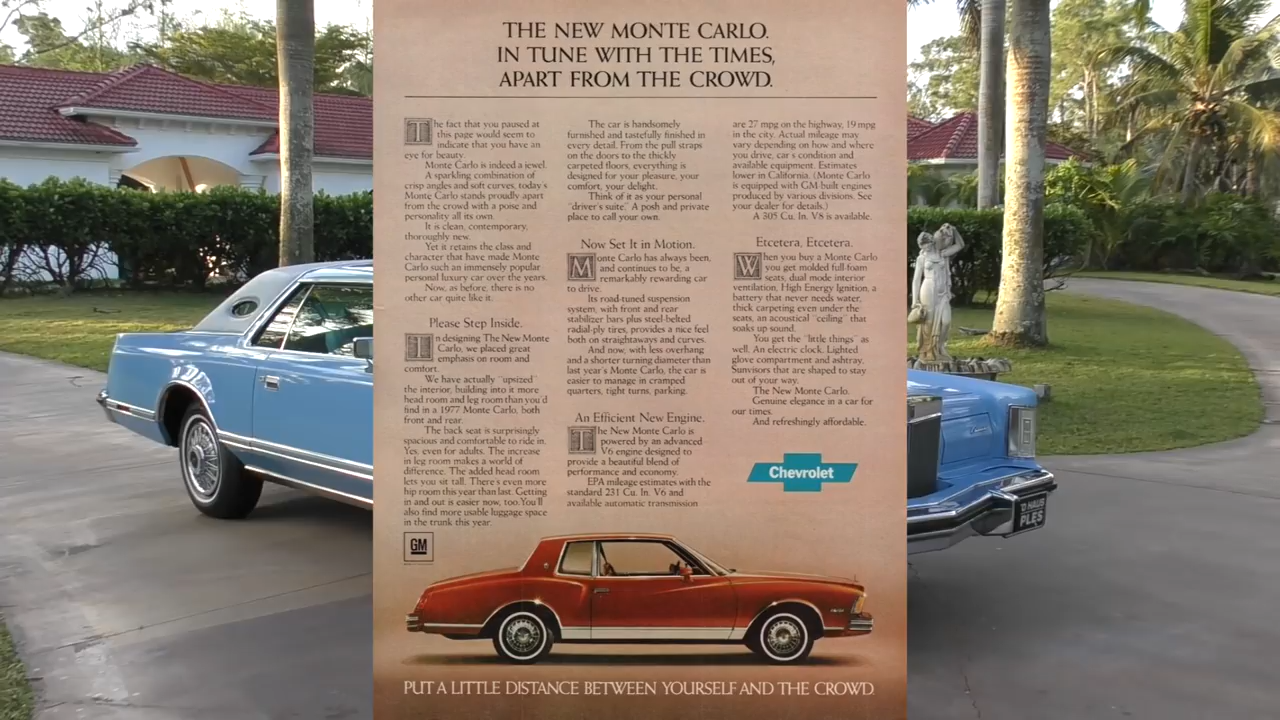 THE NEW MONTE CARLO.
IN TUNE WITH THE TIMES,
APART FROM THE CROWD.
The fact that you paused at
this page would seem to
indicate that you have an
eye for beauty.
Monte Carlo is indeed a jewel.
A sparkling combination of
crisp angles and soft curves, today's
Monte Carlo stands proudly apart
from the crowd with a poise and
personality all its own.
It is clean, contemporary,
thoroughly new.
Yet it retains the class and
character that have made Monte
Carlo such an immensely popular
personal luxury car over the years.
Now, as before, there is no
other car quite like it.
Please Step Inside.
In designing The New Monte
Carlo, we placed great
emphasis on room and
comfort.
We have actually "upsized"
the interior, building into it more
head room and leg room than you'd
find in a 1977 Monte Carlo, both
front and rear.
The back seat is surprisingly
spacious and comfortable to ride in.
Yes, even for adults. The increase
in leg room makes a world of
difference. The added head room
lets you sit tall. There's even more
hip room this year than last. Getting
in and out is easier now, too. You'll
also find more usable luggage space
in the trunk this year.
GM
The car is handsomely
furnished and tastefully finished in
every detail. From the pull straps
on the doors to the thickly
carpeted floors, everything is
designed for your pleasure, your
comfort, your delight.
Think of it as your personal
"driver's suite." A posh and private
place to call your own.
Now Set It in Motion.
Monte Carlo has always been,
and continues to be, a
remarkably rewarding car
to drive.
Its road-tuned suspension
system, with front and rear
stabilizer bars plus steel-belted
radial-ply tires, provides a nice feel
both on straightaways and curves.
And now, with less overhang
and a shorter turning diameter than
last year's Monte Carlo, the car is
easier to manage in cramped
quarters, tight turns, parking.
An Efficient New Engine.
The New Monte Carlo is
powered by an advanced
V6 engine designed to
provide a beautiful blend of
performance and economy.
EPA mileage estimates with the
standard 231 Cu. In. V6 and
available automatic transmission
are 27 mpg on the highway, 19 mpg
in the city. Actual mileage may
vary depending on how and where
you drive, car's condition and
available equipment. Estimates
lower in California. (Monte Carlo
is equipped with GM-built engines
produced by various divisions. See
your dealer for details.)
A 305 Cu. In. V8 is available.
Etcetera, Etcetera.
When you buy a Monte Carlo
you get molded full-foam
seats, dual mode interior
ventilation, High Energy Ignition, a
battery that never needs water,
thick carpeting even under the
seats, an acoustical "ceiling" that
soaks up sound.
You get the "little things" as
well. An electric clock. Lighted
glove compartment and ashtray.
Sunvisors that are shaped to stay
out of your way.
The New Monte Carlo.
Genuine elegance in a car for
our times.
And refreshingly affordable.
Chevrolet
PUT A LITTLE DISTANCE BETWEEN YOURSELF AND THE CROWD.
PLES